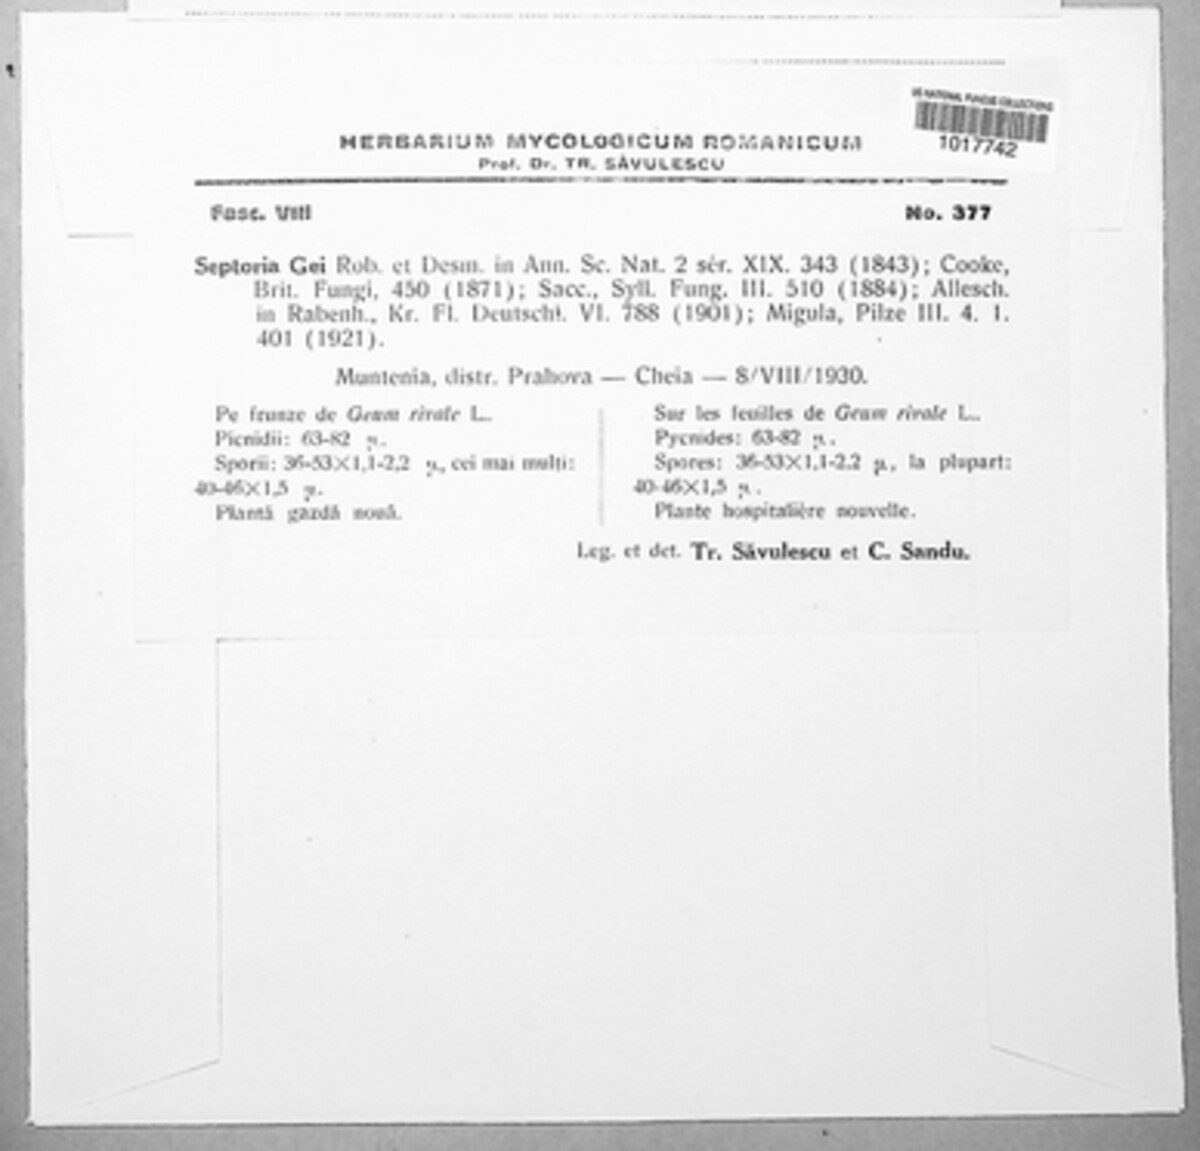 US NATIONAL FUNGUS COLLECTIONS
1017742
HERBARIUM MYCOLOGICUM ROMANICUM
Prof. Dr. TR. SĂVULESCU
Fasc. VIII
No. 377
Septoria Gei Rob. et Desm. in Ann. Sc. Nat. 2 sér. XIX. 343 (1843); Cooke,
Brit. Fungi, 450 (1871); Sacc., Syll. Fung. III. 510 (1884); Allesch.
in Rabenh., Kr. Fl. Deutschl. VI. 788 (1901); Migula, Pilze III. 4. 1.
401 (1921).
Muntenia, distr. Prahova — Cheia — 8/VIII/1930.
Pe frunze de Geum rivale L..
Picnidii: 63-82 μ.
Sporii: 36-53×1,1-2,2 μ, cei mai mulți:
40-46×1,5 μ.
Plantă gazdă nouă.
Sur les feuilles de Geum rivale L..
Pycnides: 63-82 μ.
Spores: 36-53×1,1-2.2 μ, la plupart:
40-46×1,5 μ.
Plante hospitalière nouvelle.
Leg. et det. Tr. Săvulescu et C. Sandu.